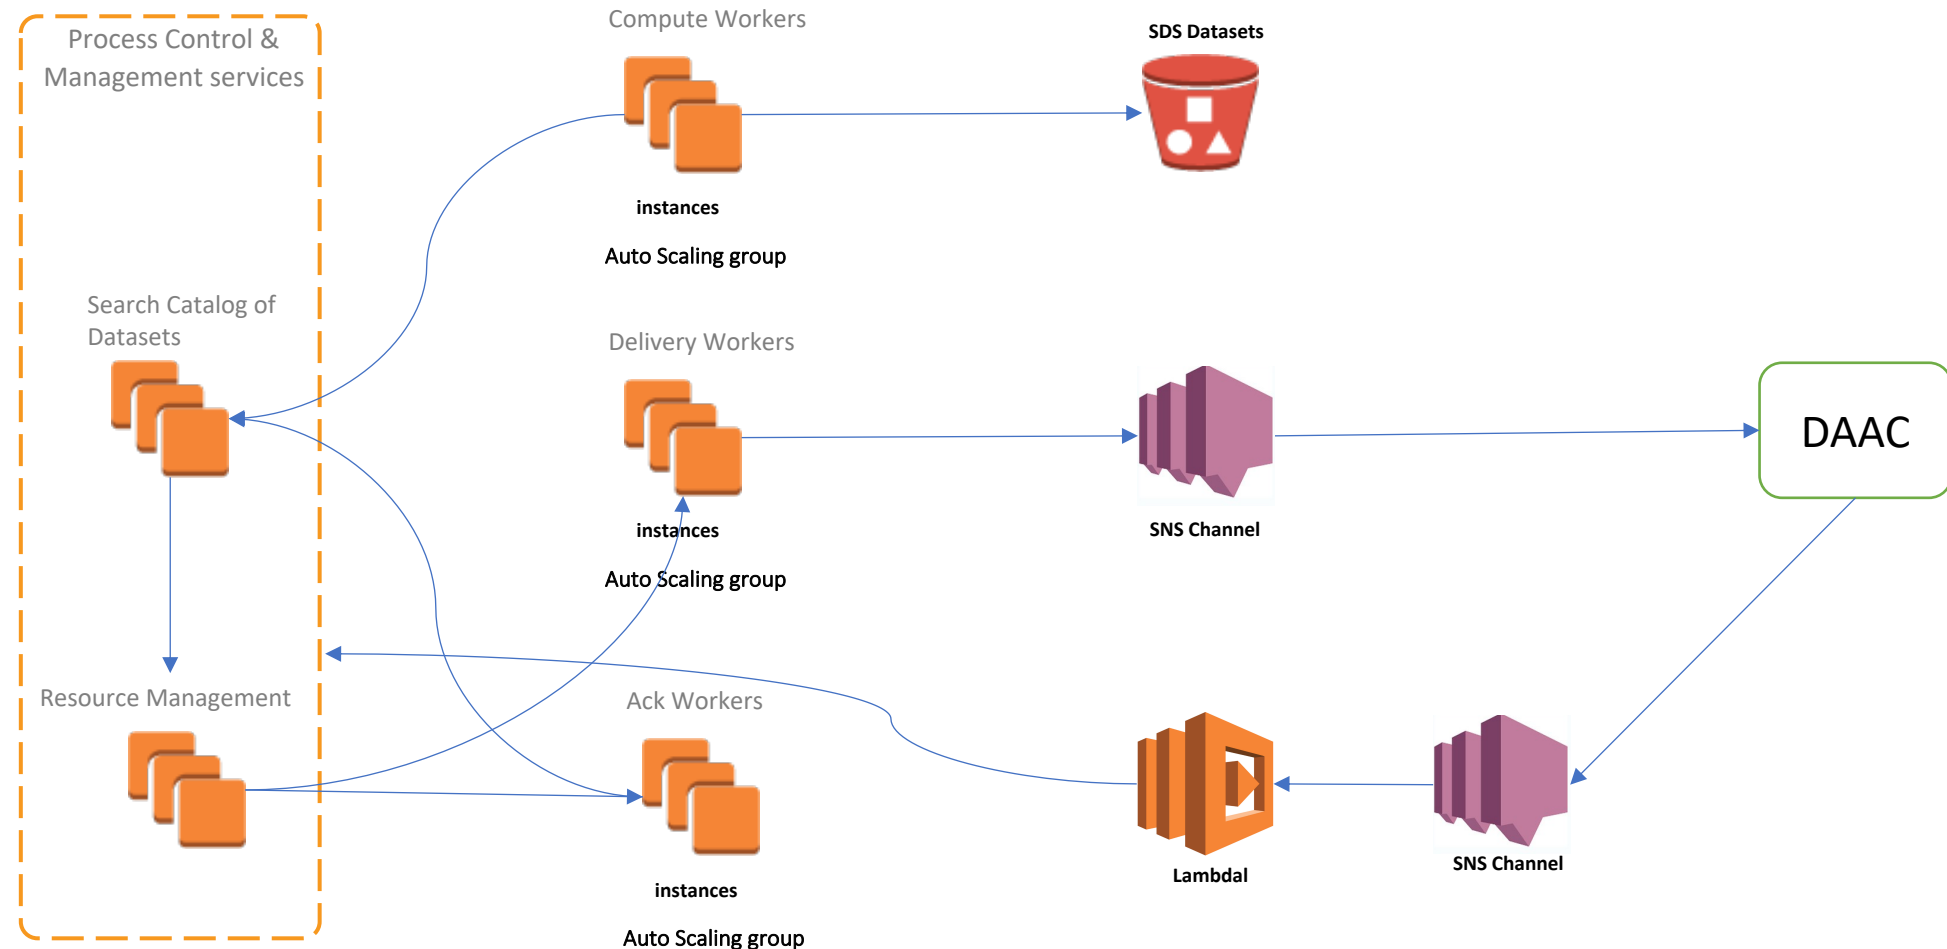 Process Control &
Management services
Compute Workers
SDS Datasets
instances
Auto Scaling group
Search Catalog of
Datasets
Delivery Workers
instances
Auto Scaling group
SNS Channel
DAAC
Resource Management
Ack Workers
instances
Auto Scaling group
Lambdal
SNS Channel